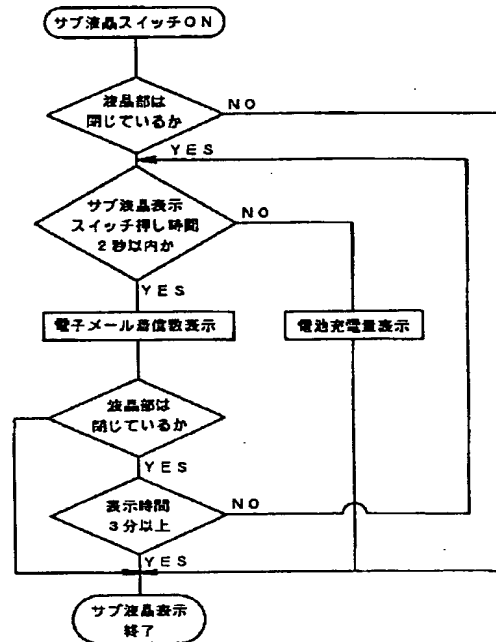 サブ液晶スイッチON
液晶部は
閉じているか
NO
YES
サブ液晶表示
スイッチ押し時間
2秒以内か
NO
YES
電子メール着信数表示
電池充電量表示
液晶部は
閉じているか
YES
表示時間
3分以上
NO
YES
サブ液晶表示
終了